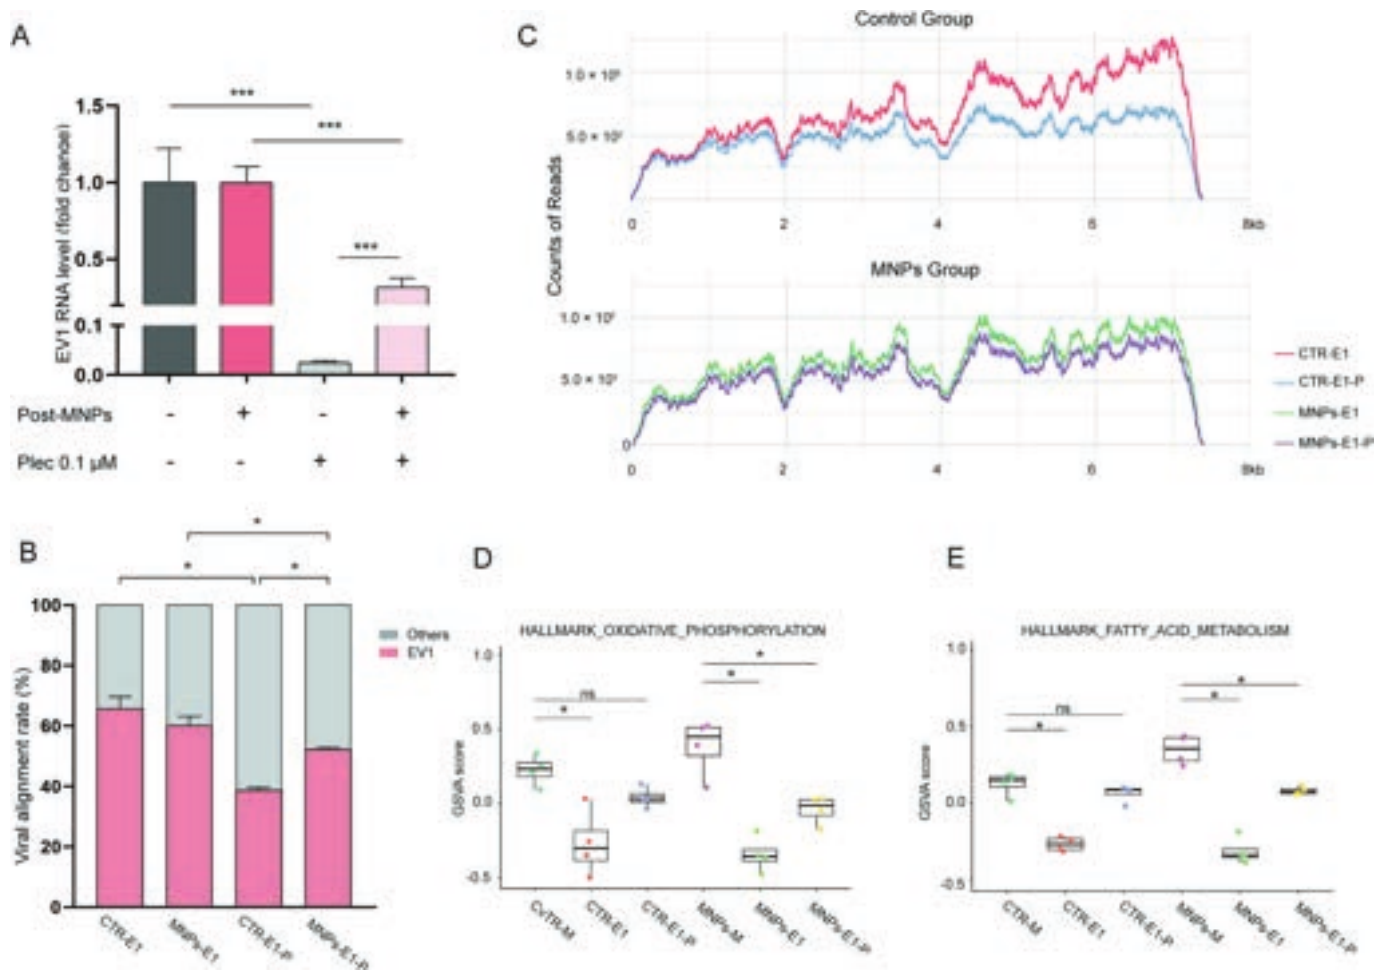 A
EV1 RNA level (fold change)
1.5
1.0
0.5
0.1
0.0
***
***
***
Post-MNPs - + - +
Plec 0.1 µM - - + +
C
Control Group
Counts of Reads
5.0 × 10
0 2 4 6 8kb
MNPs Group
0
0 2 4 6 8kb
CTR-E1
CTR-E1-P
MNPs-E1
MNPs-E1-P
B
Viral alignment rate (%)
100
80
60
40
20
0
*
* *
Others
EV1
CTR-E1 MNPs-E1 CTR-E1-P MNPs-E1-P
D
HALLMARK_OXIDATIVE_PHOSPHORYLATION
GSVA score
1.0
0.5
0.0
-0.5
ns
*
*
*
CvTR-M CTR-E1 CTR-E1-P MNPs-M MNPs-E1 MNPs-E1-P
E
HALLMARK_FATTY_ACID_METABOLISM
GSVA score
1.0
0.5
0.0
-0.5
ns
*
*
*
CTR-M CTR-E1 CTR-E1-P MNPs-M MNPs-E1 MNPs-E1-P